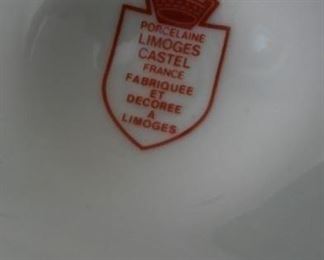 PORCELAINE
LIMOGES
CASTEL
FRANCE
FABRIQUEE
ET
DECOREE
A
LIMOGES